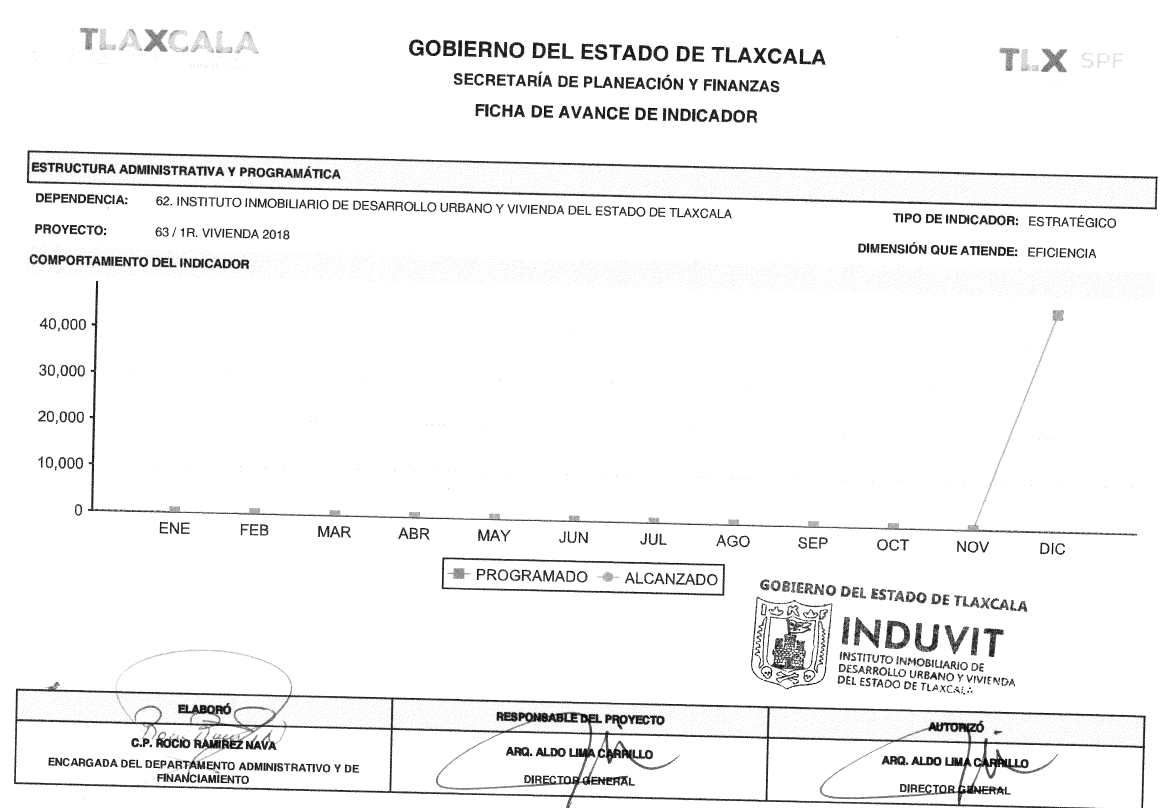 TLAXCALA
GOBIERNO DEL ESTADO DE TLAXCALA
TLX SPF
SECRETARÍA DE PLANEACIÓN Y FINANZAS
FICHA DE AVANCE DE INDICADOR
ESTRUCTURA ADMINISTRATIVA Y PROGRAMÁTICA
DEPENDENCIA: 62. INSTITUTO INMOBILIARIO DE DESARROLLO URBANO Y VIVIENDA DEL ESTADO DE TLAXCALA
TIPO DE INDICADOR: ESTRATÉGICO
PROYECTO: 63 / 1R. VIVIENDA 2018
DIMENSIÓN QUE ATIENDE: EFICIENCIA
COMPORTAMIENTO DEL INDICADOR
40,000
30,000
20,000
10,000
0
ENE FEB MAR ABR MAY JUN JUL AGO SEP OCT NOV DIC
PROGRAMADO ALCANZADO
GOBIERNO DEL ESTADO DE TLAXCALA
INDUVIT
INSTITUTO INMOBILIARIO DE
DESARROLLO URBANO Y VIVIENDA
DEL ESTADO DE TLAXCALA
ELABORÓ
C.P. ROCIO RAMIREZ NAVA
ENCARGADA DEL DEPARTAMENTO ADMINISTRATIVO Y DE
FINANCIAMIENTO
RESPONSABLE DEL PROYECTO
ARQ. ALDO LIMA CARRILLO
DIRECTOR GENERAL
AUTORIZÓ
ARQ. ALDO LIMA CARRILLO
DIRECTOR GENERAL